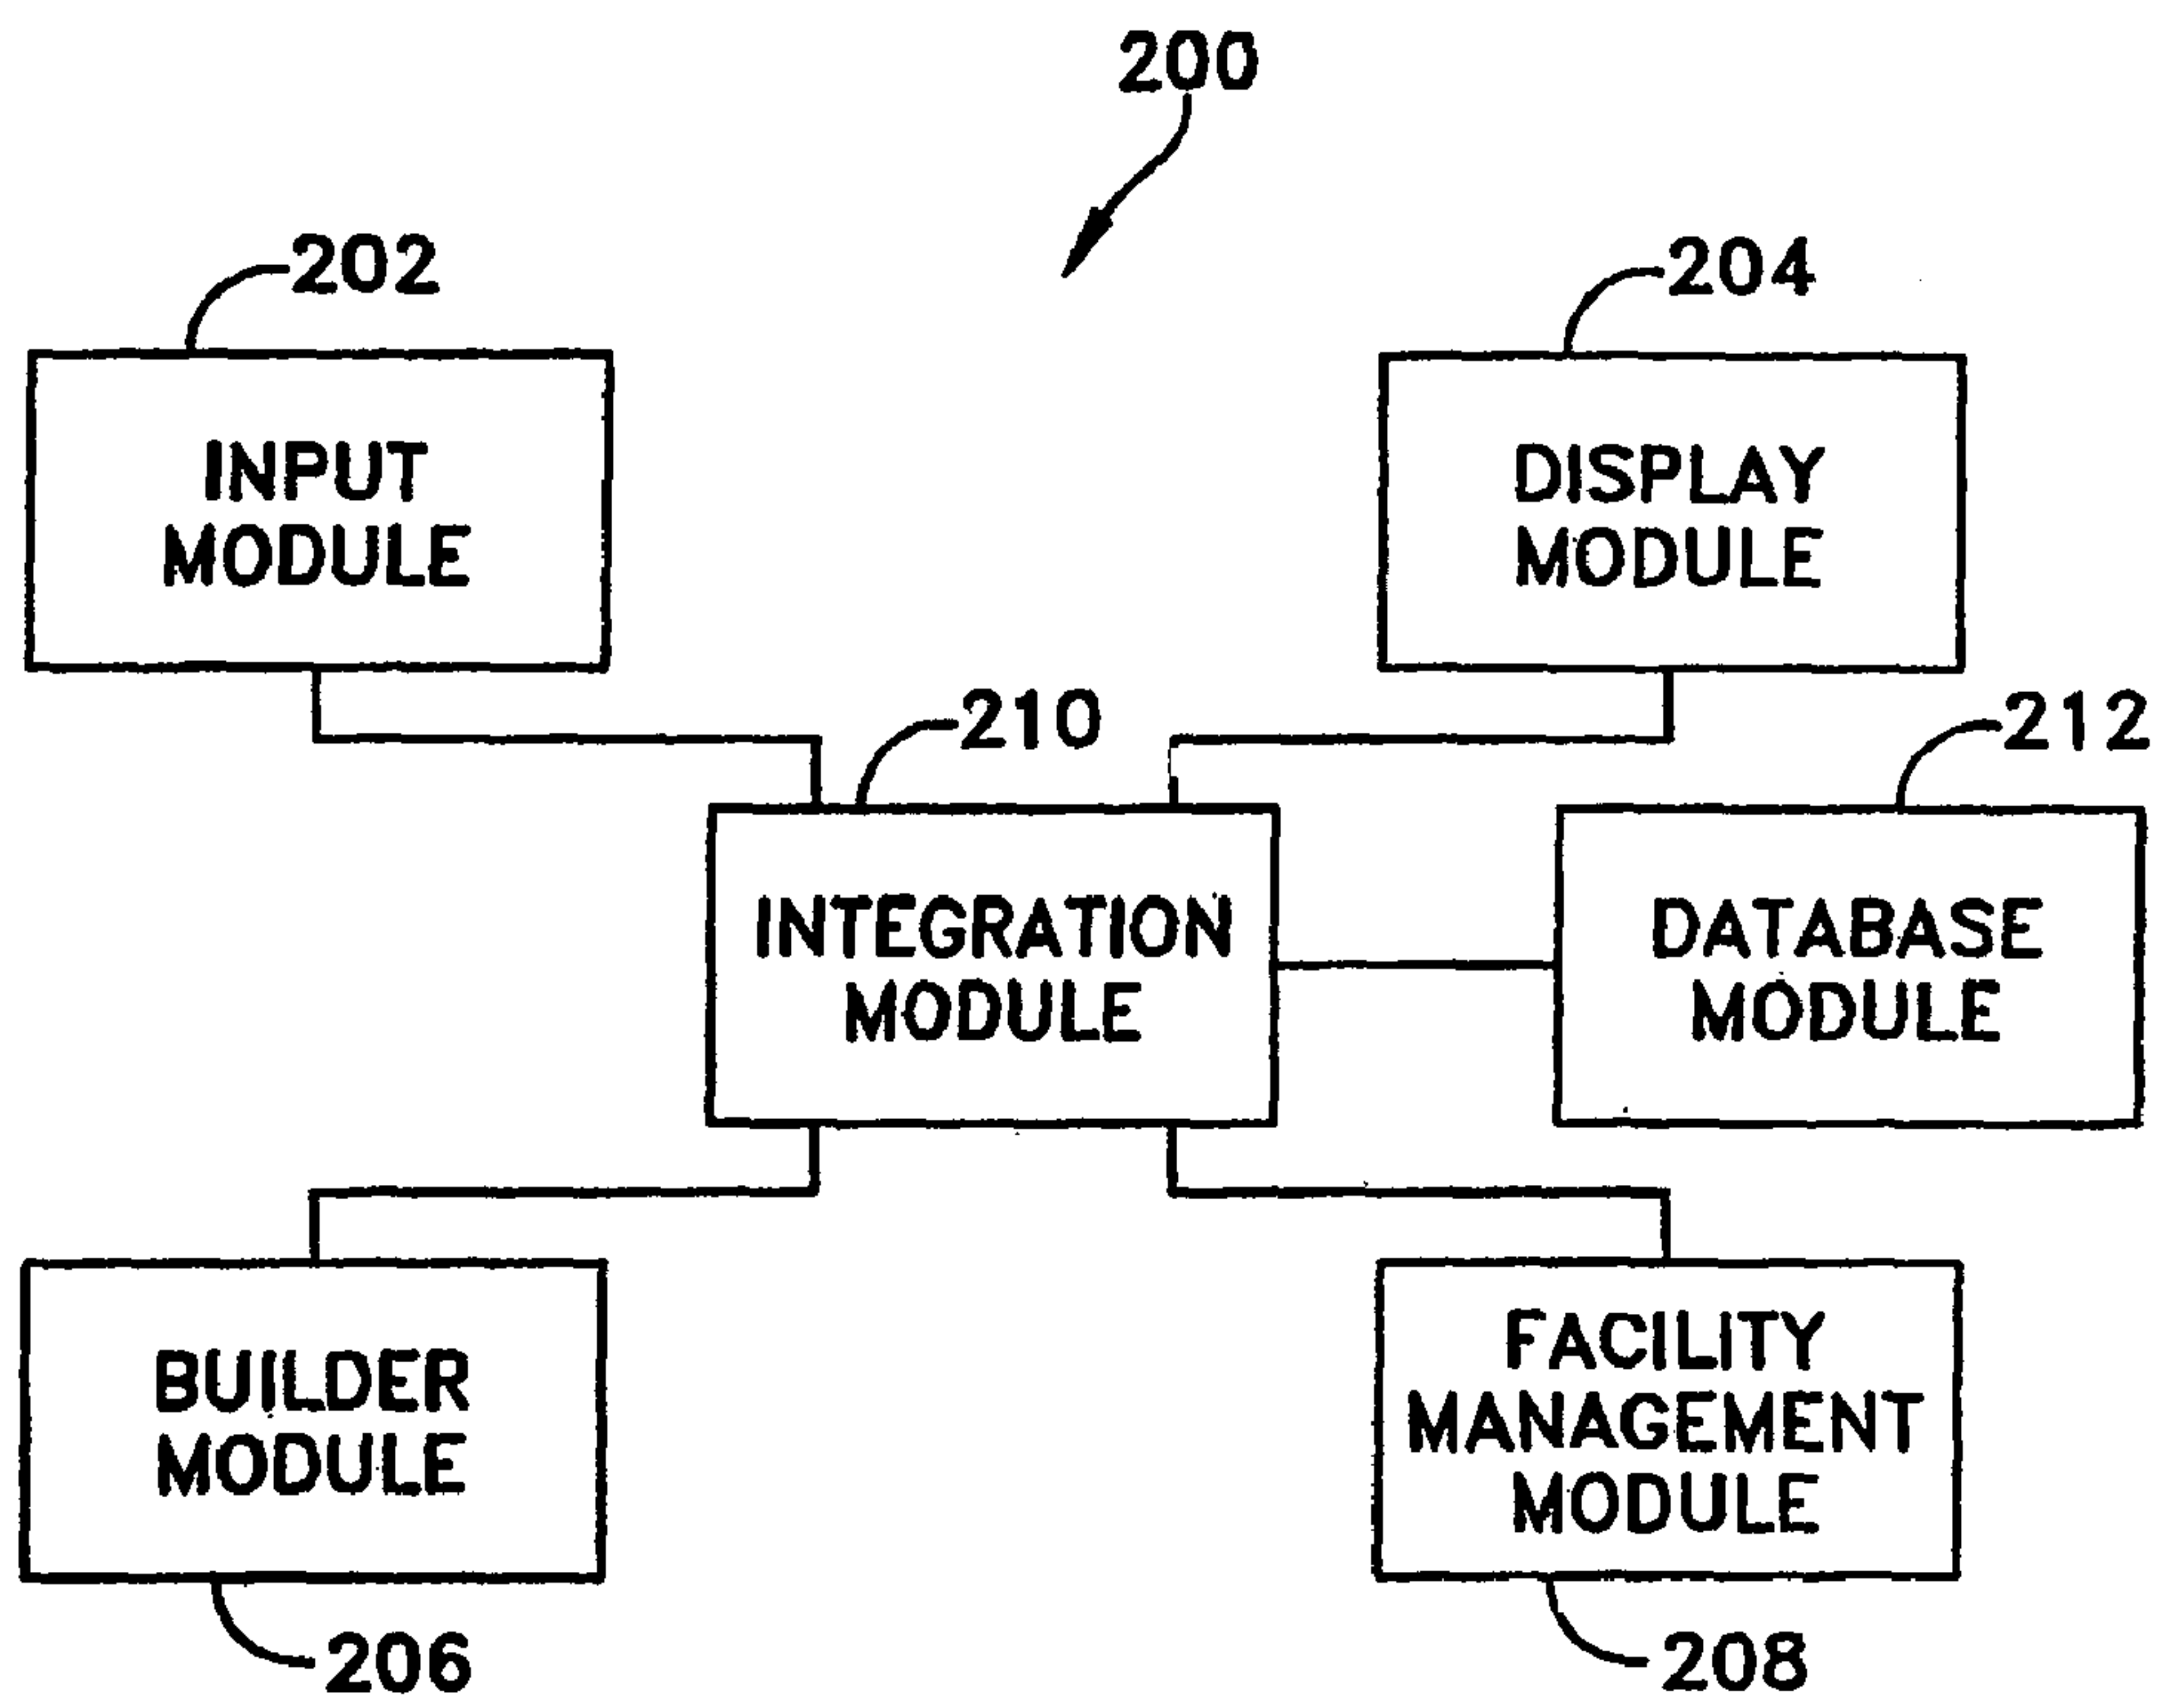 200
202
204
INPUT
MODULE
DISPLAY
MODULE
210
212
INTEGRATION
MODULE
DATABASE
MODULE
BUILDER
MODULE
FACILITY
MANAGEMENT
MODULE
206
208